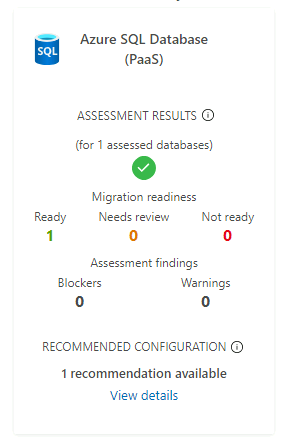 SQL
Azure SQL Database
(PaaS)
ASSESSMENT RESULTS
(for 1 assessed databases)
Migration readiness
Ready Needs review Not ready
1 0 0
Assessment findings
Blockers Warnings
0 0
RECOMMENDED CONFIGURATION
1 recommendation available
View details